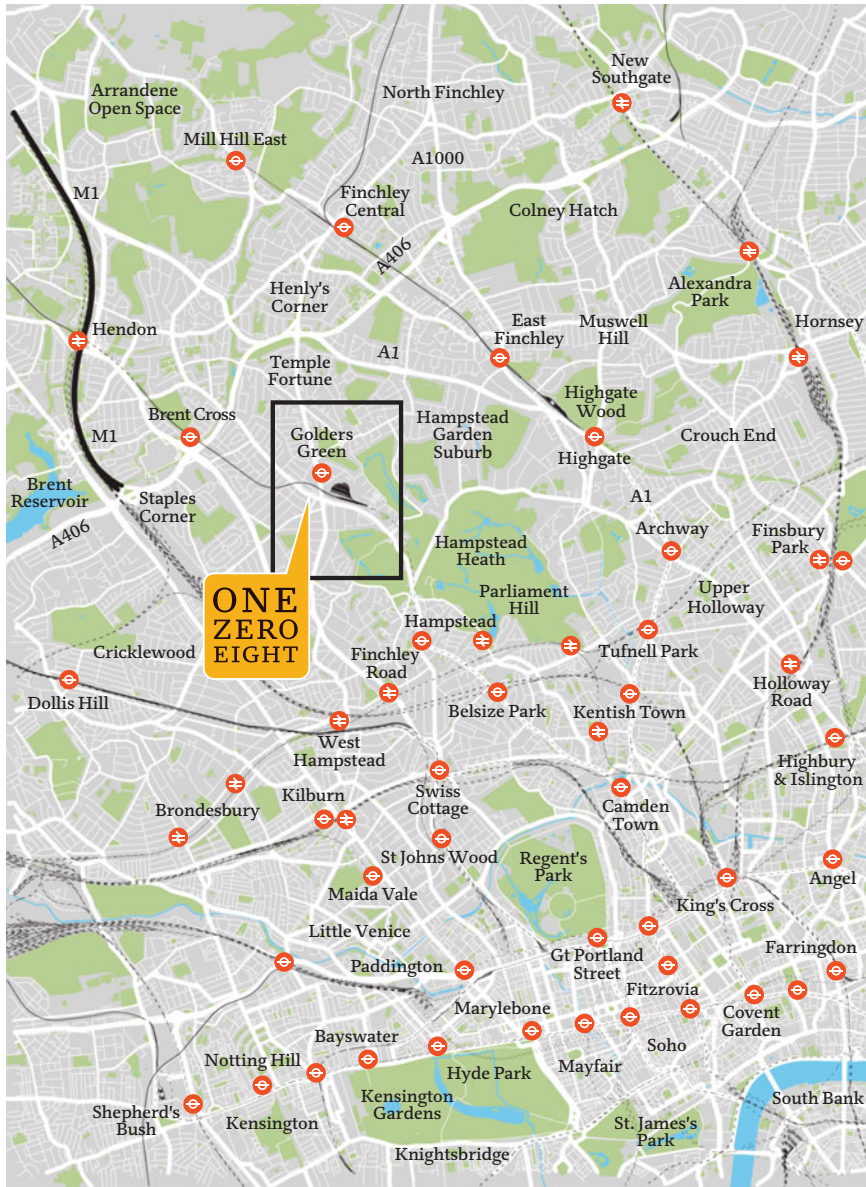 New
Southgate
Arrandene
Open Space
North Finchley
Mill Hill East
A1000
M1
Finchley
Central
Colney Hatch
A406
Alexandra
Park
Henly's
Corner
Hendon
East
Finchley
Muswell
Hill
Hornsey
A1
Temple
Fortune
Highgate
Wood
Brent Cross
Hampstead
Garden
Suburb
M1
Golders
Green
Crouch End
Highgate
Brent
Reservoir
Staples
Corner
A1
A406
Archway
Finsbury
Park
Hampstead
Heath
Parliament
Hill
Upper
Holloway
ONE
ZERO
EIGHT
Hampstead
Cricklewood
Finchley
Road
Tufnell Park
Holloway
Road
Dollis Hill
Belsize Park
Kentish Town
West
Hampstead
Highbury
& Islington
Swiss
Cottage
Camden
Town
Brondesbury
Kilburn
St Johns Wood
Regent's
Park
Angel
Maida Vale
King's Cross
Little Venice
Gt Portland
Street
Farringdon
Paddington
Fitzrovia
Marylebone
Covent
Garden
Bayswater
Soho
Notting Hill
Hyde Park
Mayfair
Kensington
Gardens
South Bank
Shepherd's
Bush
Kensington
St. James's
Park
Knightsbridge